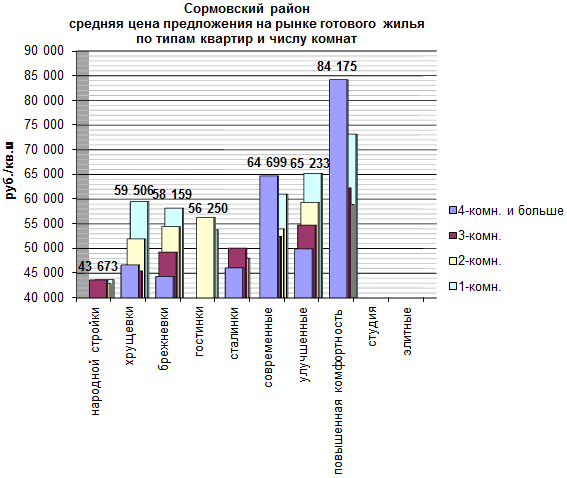 Сормовский район
средняя цена предложения на рынке готового жилья
по типам квартир и числу комнат
руб./кв.м
90 000
85 000
80 000
75 000
70 000
65 000
60 000
55 000
50 000
45 000
40 000
43 673
59 506
58 159
56 250
64 699
65 233
84 175
народной стройки
хрущевки
брежневки
гостинки
сталинки
современные
улучшенные
повышенная комфортность
студия
элитные
4-комн. и больше
3-комн.
2-комн.
1-комн.